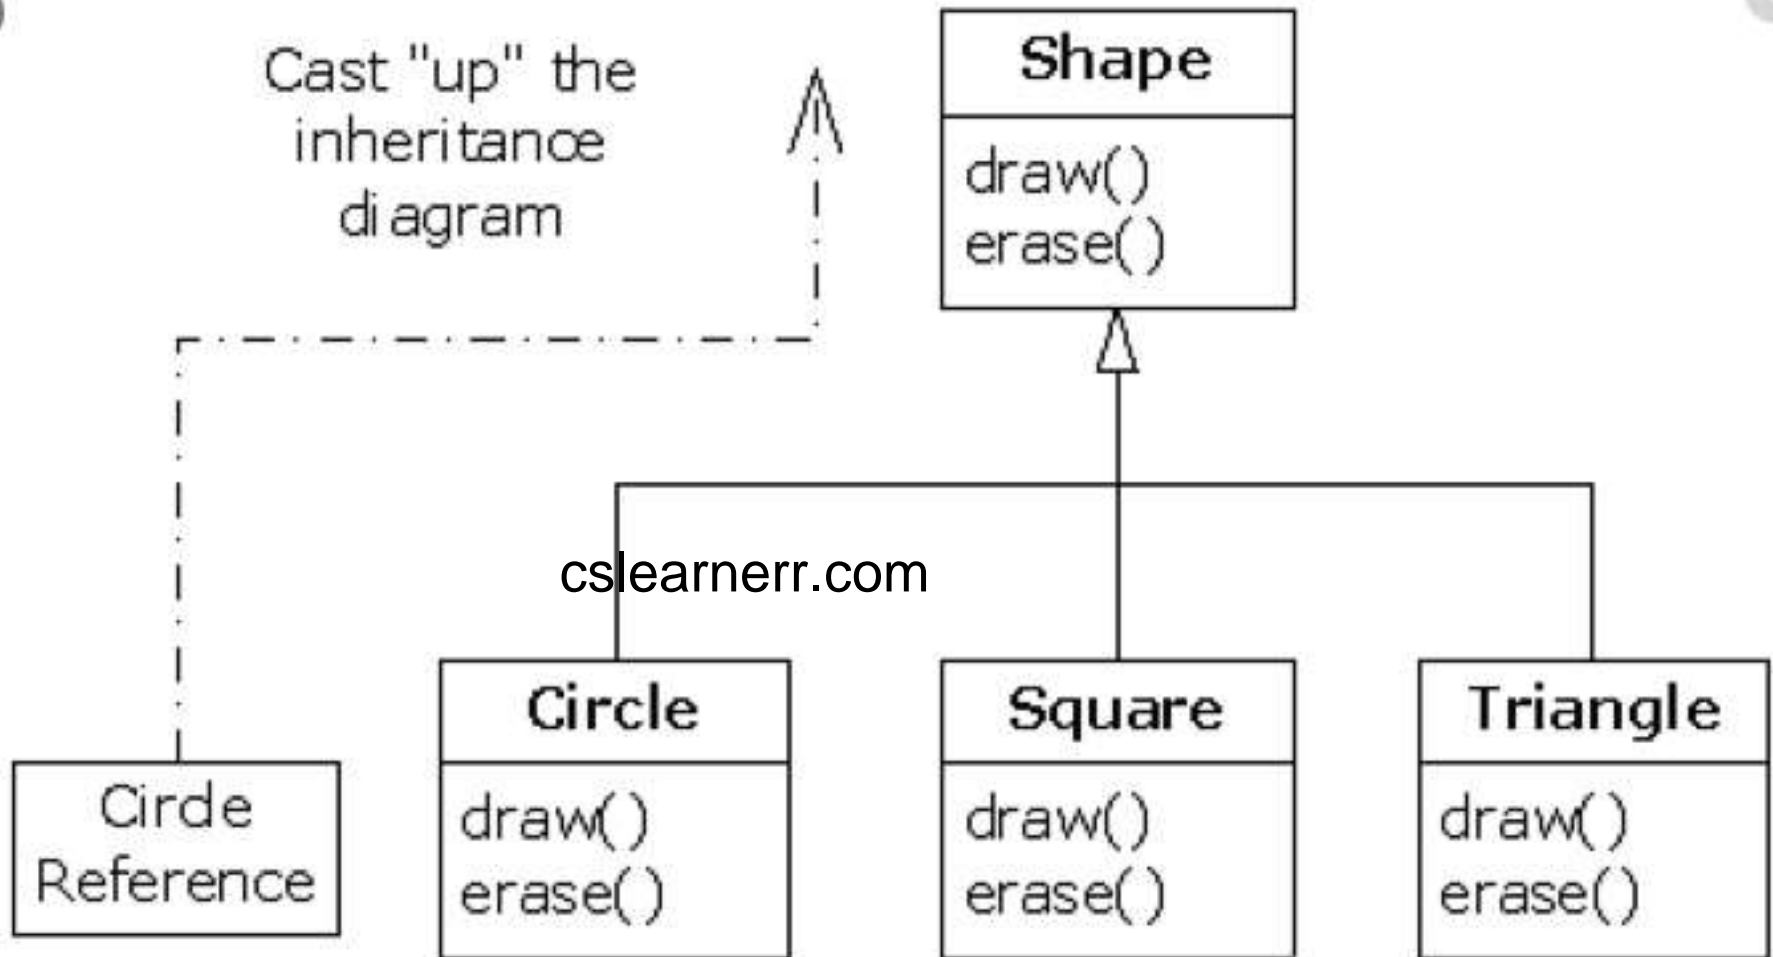 Cast "up" the
inheritance
diagram
Shape
draw()
erase()
cslearnerr.com
Circle
Reference
Circle
draw()
erase()
Square
draw()
erase()
Triangle
draw()
erase()